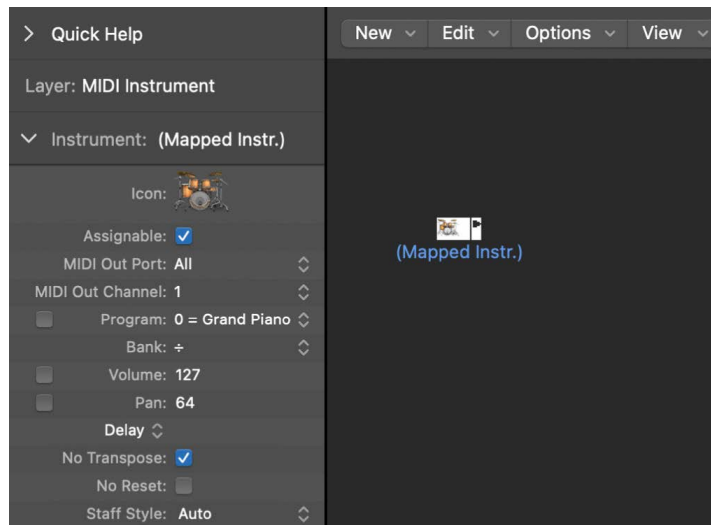 Quick Help
Layer: MIDI Instrument
Instrument: (Mapped Instr.)
Icon:
Assignable:
MIDI Out Port: All
MIDI Out Channel: 1
Program: 0 = Grand Piano
Bank: ÷
Volume: 127
Pan: 64
Delay
No Transpose:
No Reset:
Staff Style: Auto
New Edit Options View
(Mapped Instr.)